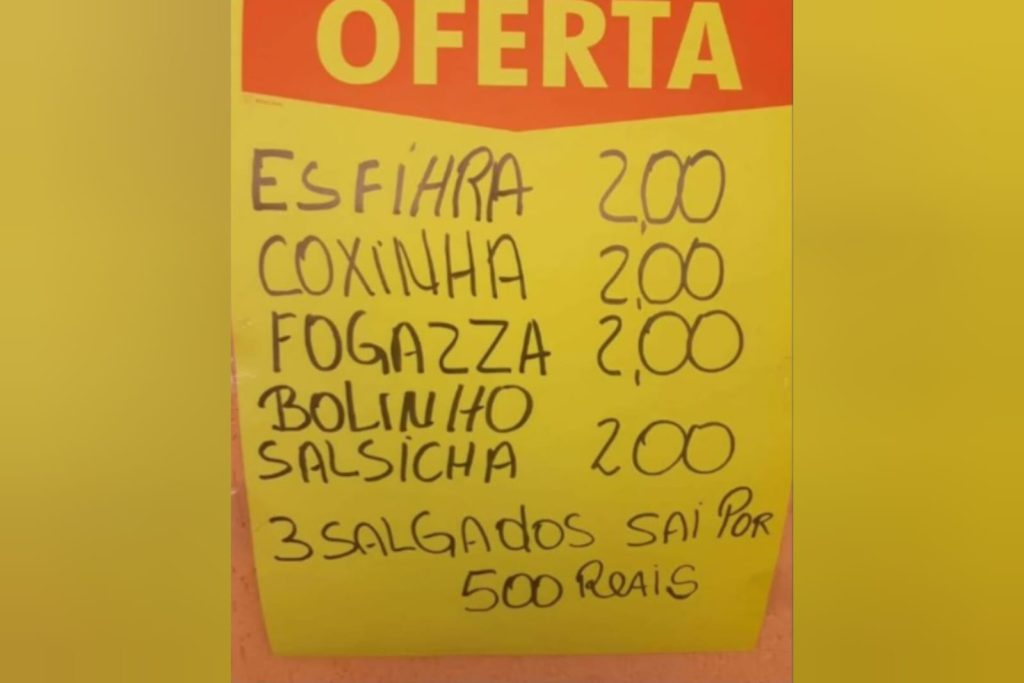 OFERTA
ESFIHRA 2,00
COXINHA 2,00
FOGAZZA 2,00
BOLINHO
SALSICHA 200
3 SALGADOS SAI POR
500 REAIS